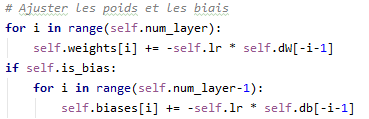 # Ajuster les poids et les biais
for i in range(self.num_layer):
    self.weights[i] += -self.lr * self.dW[-i-1]
if self.is_bias:
    for i in range(self.num_layer-1):
        self.biases[i] += -self.lr * self.db[-i-1]